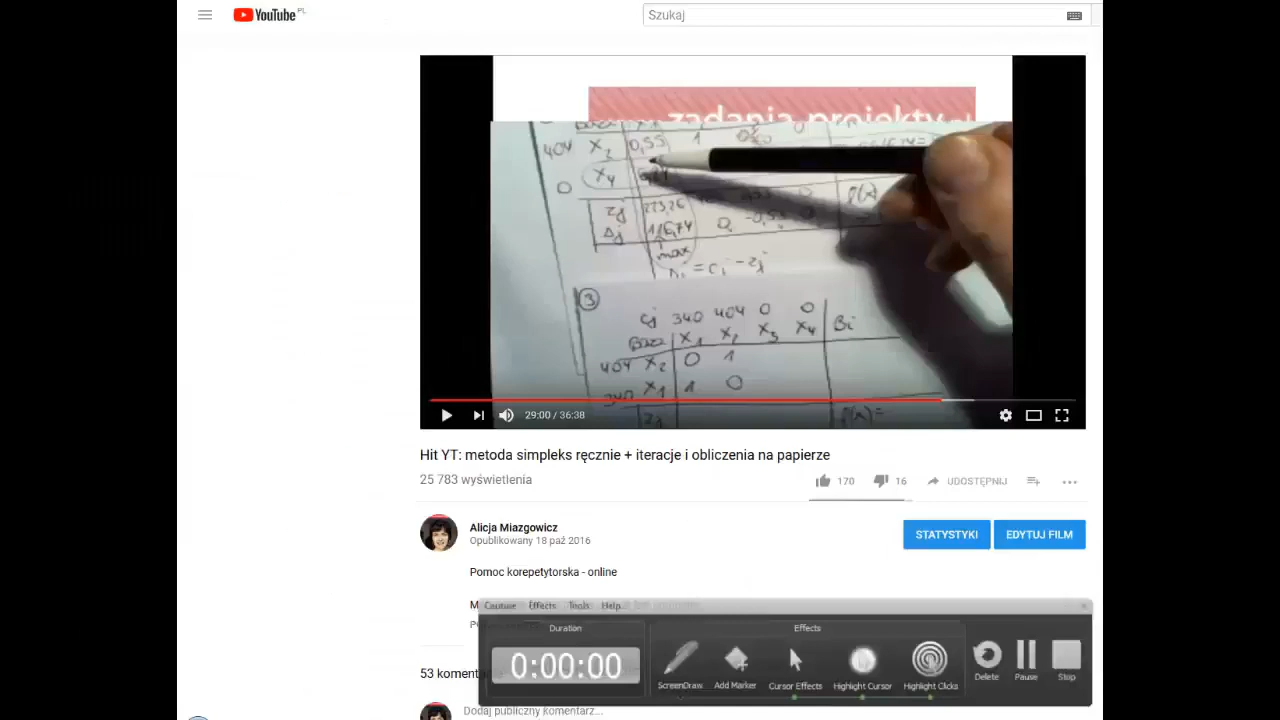 YouTube PL
Szukaj
zadania-projekty
404 x2 0,55 1
0 x4
zj 223,26
Δj 116,74 0 -0,55
max
Δj = cj - zj
3
cj 340 404 0 0
Baza x1 x2 x3 x4 Bi
404 x2 0 1
340 x1 1 0
zj f(x)=
29:00 / 36:38
Hit YT: metoda simpleks ręcznie + iteracje i obliczenia na papierze
25 783 wyświetlenia
170 16 UDOSTĘPNIJ
Alicja Miazgowicz
Opublikowany 18 paź 2016
STATYSTYKI EDYTUJ FILM
Pomoc korepetytorska - online
Capture Effects Tools Help
Duration Effects
0:00:00
ScreenDraw Add Marker Cursor Effects Highlight Cursor Highlight Clicks Delete Pause Stop
53
Dodaj publiczny komentarz...